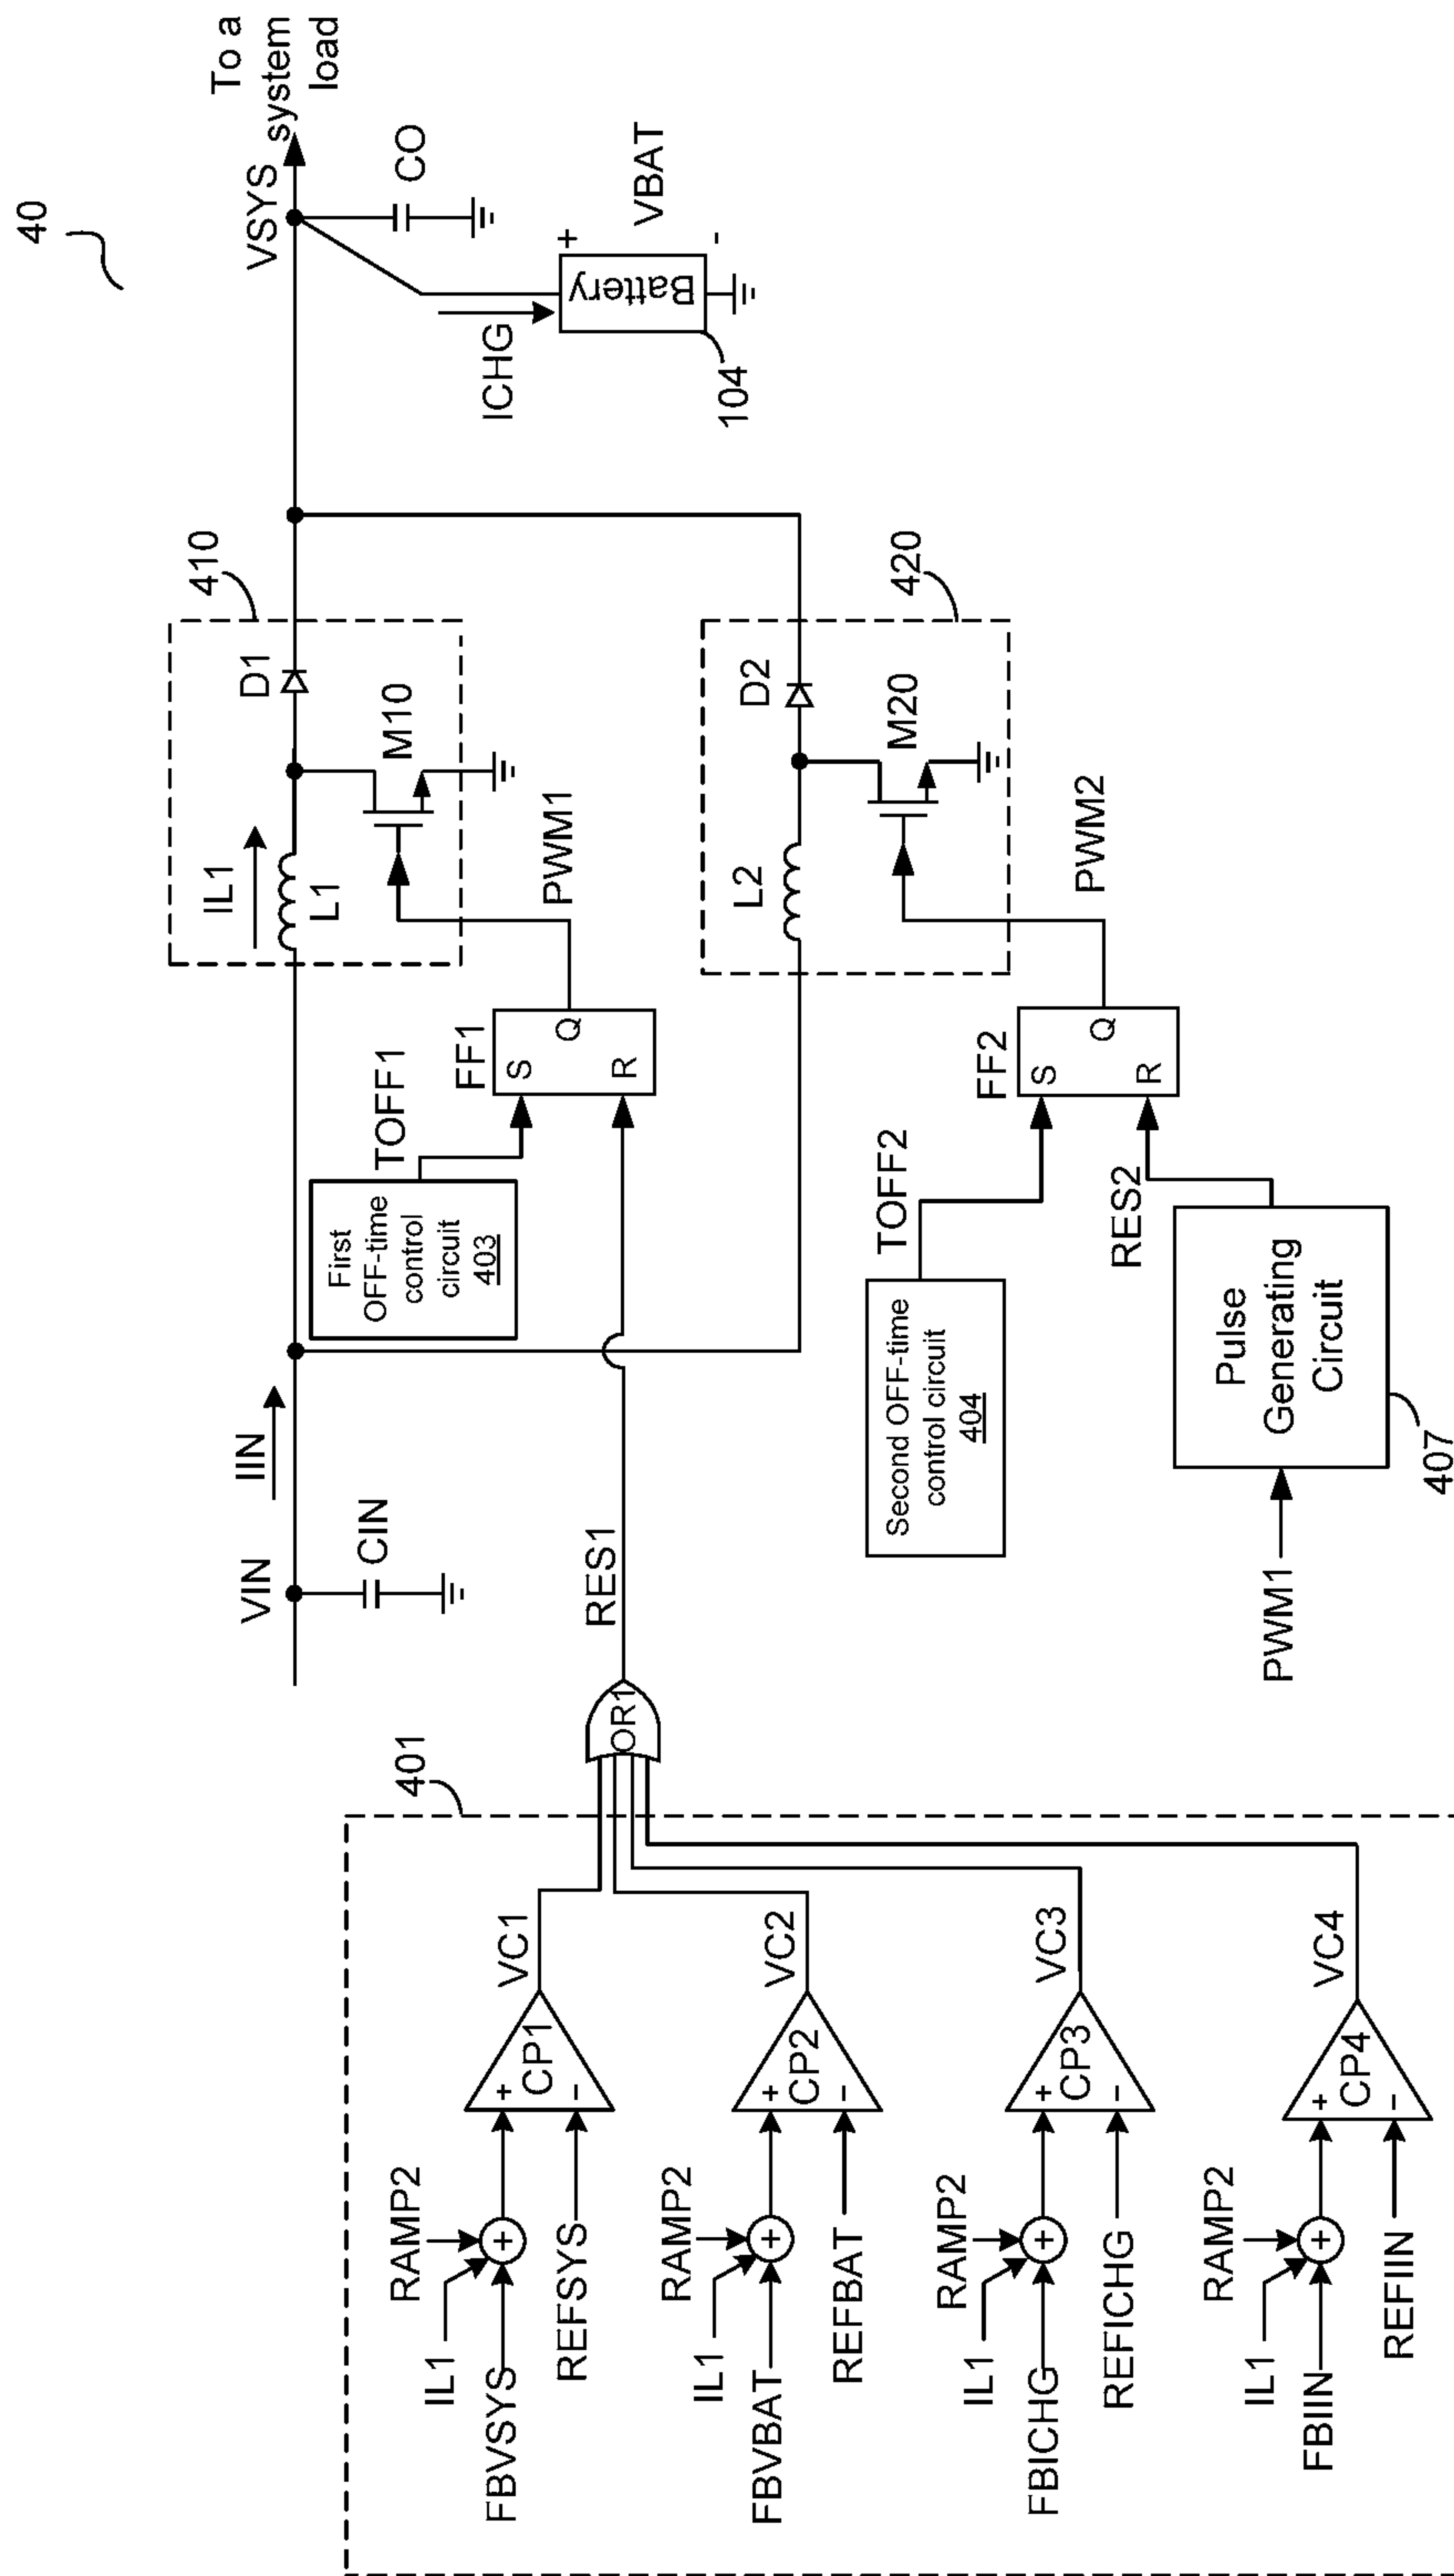 40
VIN
IIN
CIN
IL1
L1
D1
410
M10
PWM1
VSYS
To a
system
load
CO
ICHG
Battery
+
-
VBAT
104
First
OFF-time
control
circuit
403
TOFF1
FF1
S
R
Q
L2
D2
420
M20
PWM2
Second OFF-time
control circuit
404
TOFF2
FF2
S
R
Q
RES2
PWM1
Pulse
Generating
Circuit
407
RES1
OR1
401
RAMP2
IL1
+
FBVSYS
REFSYS
+
-
CP1
VC1
RAMP2
IL1
+
FBVBAT
REFBAT
+
-
CP2
VC2
RAMP2
IL1
+
FBICHG
REFICHG
+
-
CP3
VC3
RAMP2
IL1
+
FBIIN
REFIIN
+
-
CP4
VC4